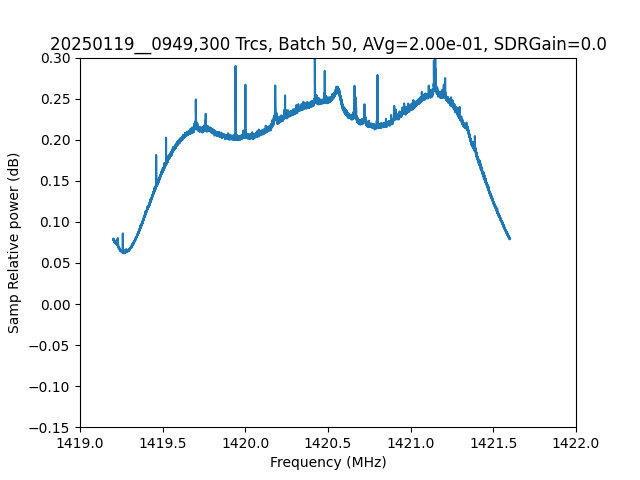 20250119__0949,300 Trcs, Batch 50, AVg=2.00e-01, SDRGain=0.0
0.30
0.25
0.20
0.15
0.10
0.05
0.00
−0.05
−0.10
−0.15
Samp Relative power (dB)
1419.0 1419.5 1420.0 1420.5 1421.0 1421.5 1422.0
Frequency (MHz)